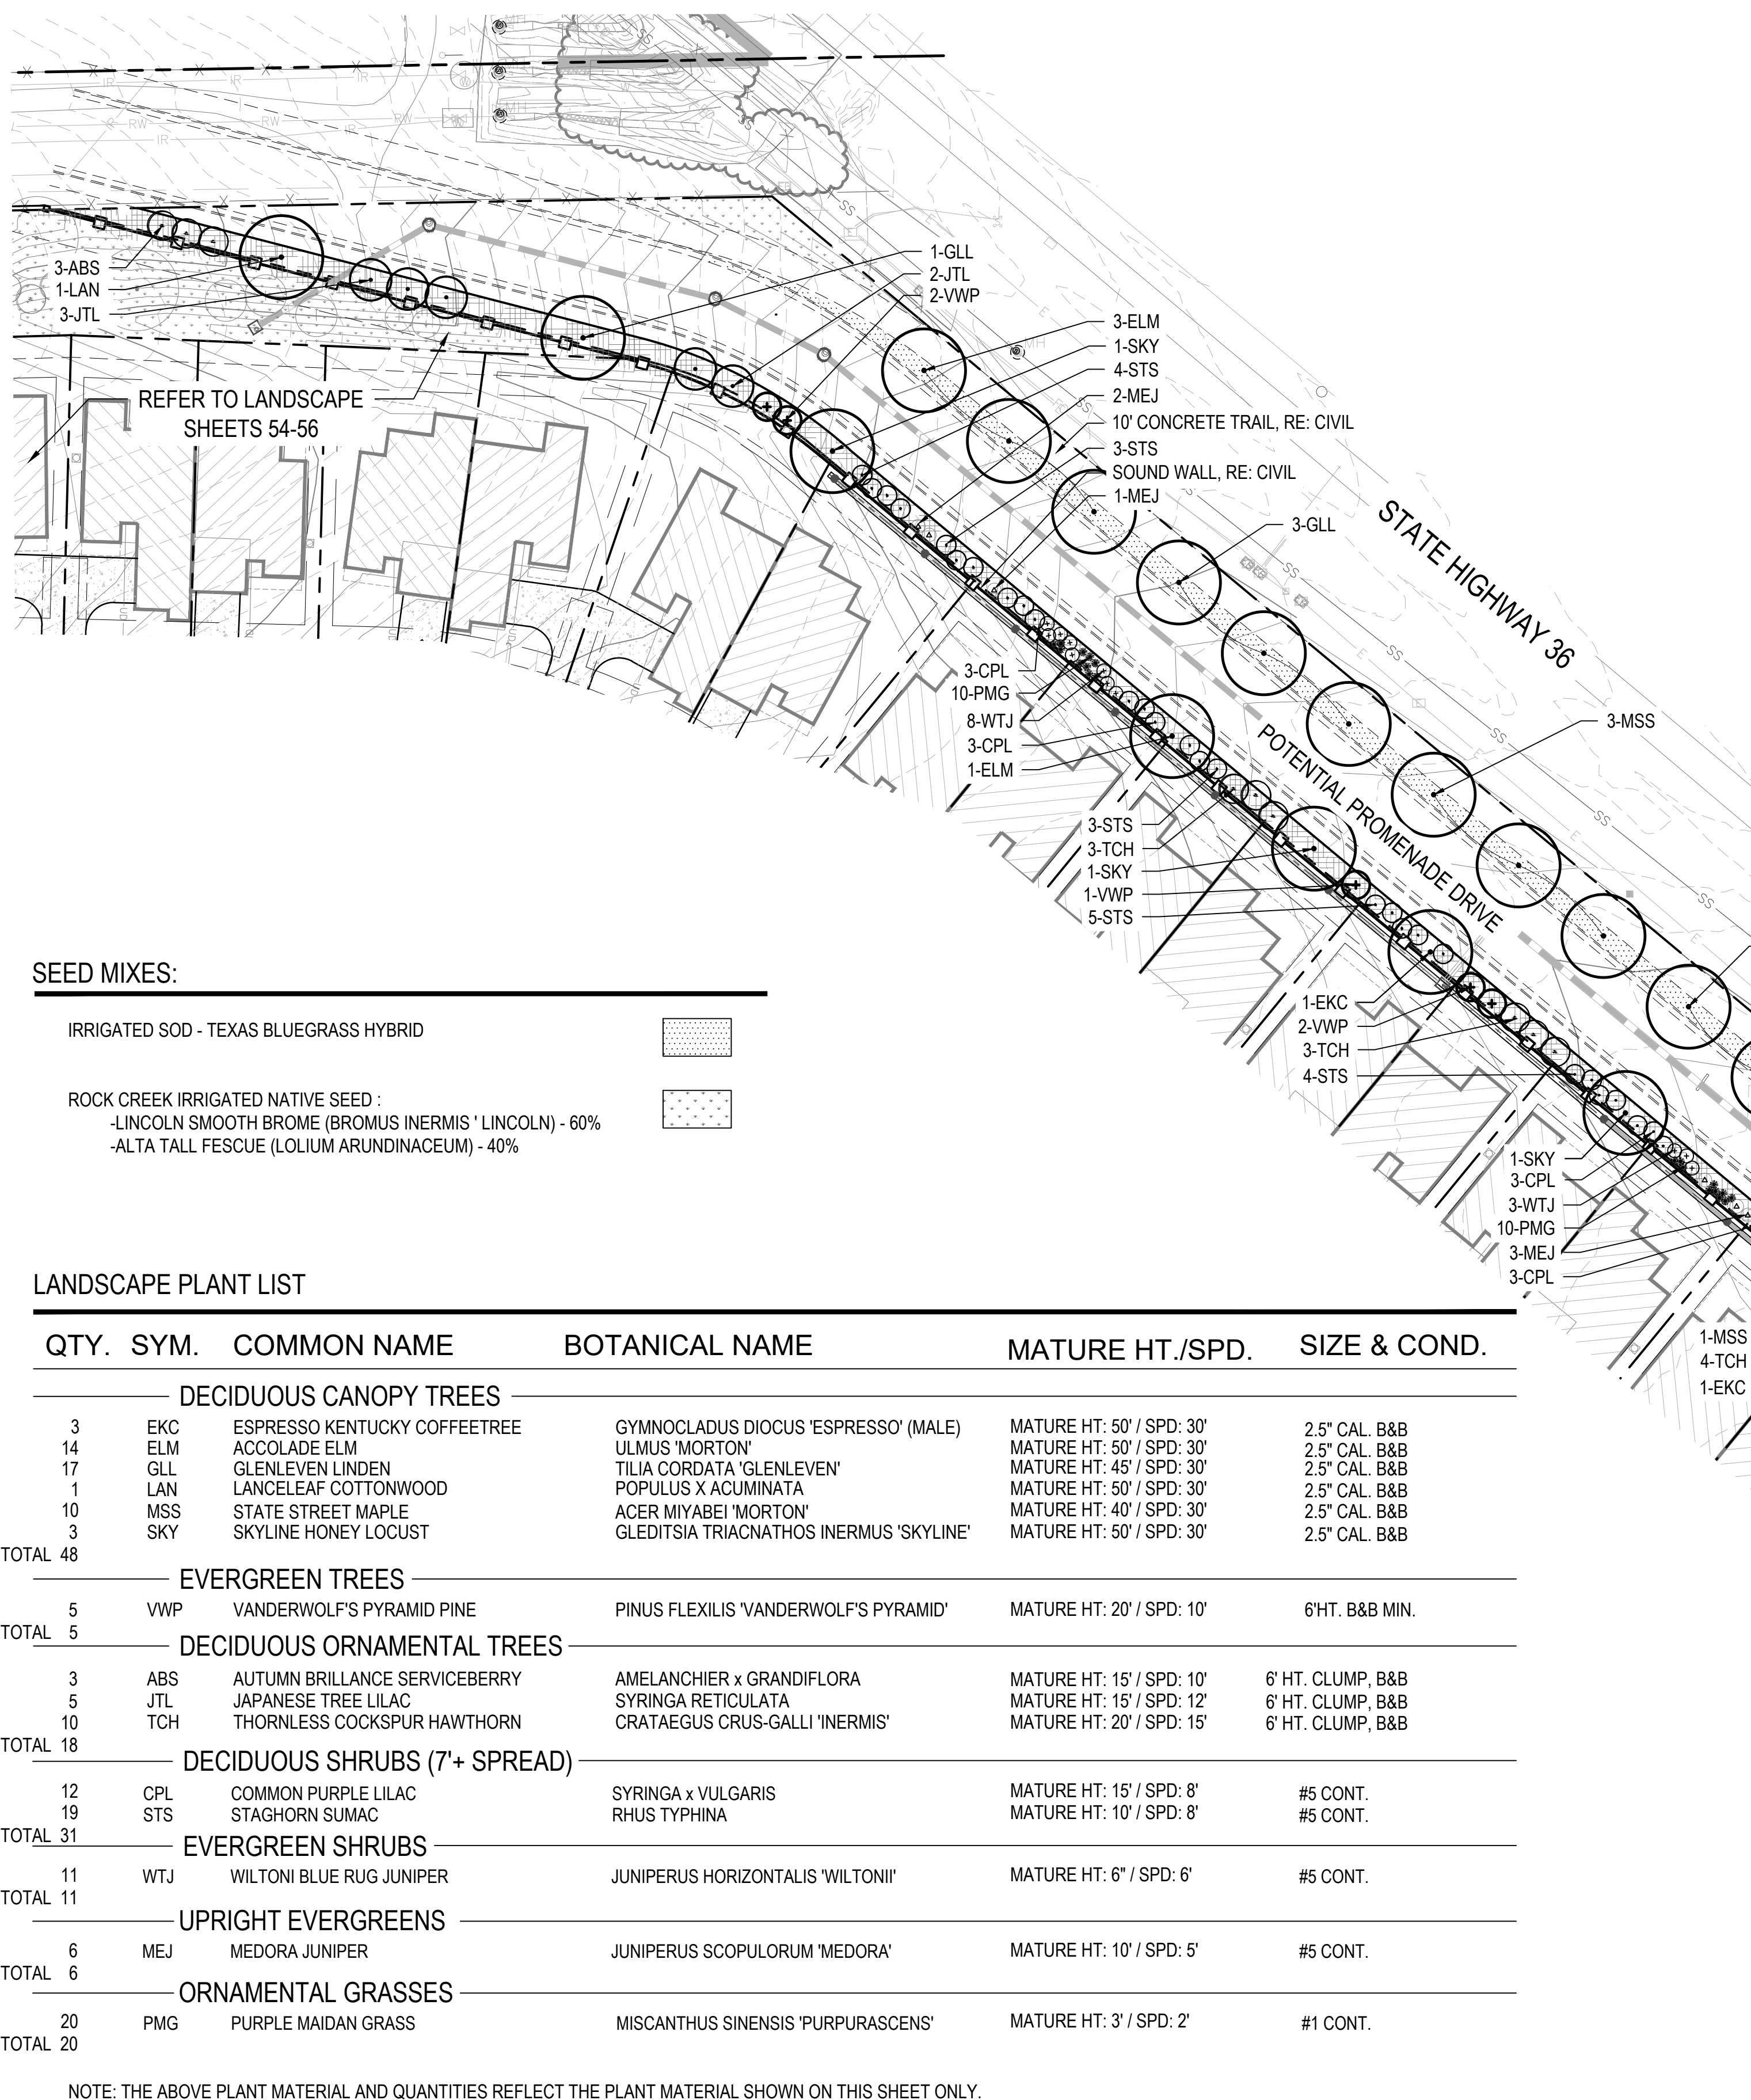 3-ABS
1-LAN
3-JTL
1-GLL
2-JTL
2-VWP
3-ELM
1-SKY
4-STS
2-MEJ
10' CONCRETE TRAIL, RE: CIVIL
3-STS
SOUND WALL, RE: CIVIL
1-MEJ
3-GLL
STATE HIGHWAY 36
REFER TO LANDSCAPE
SHEETS 54-56
3-CPL
10-PMG
8-WTJ
3-CPL
1-ELM
3-MSS
POTENTIAL PROMENADE DRIVE
3-STS
3-TCH
1-SKY
1-VWP
5-STS
1-EKC
2-VWP
3-TCH
4-STS
1-SKY
3-CPL
3-WTJ
10-PMG
3-MEJ
3-CPL
1-MSS
4-TCH
1-EKC
SEED MIXES:
IRRIGATED SOD - TEXAS BLUEGRASS HYBRID
ROCK CREEK IRRIGATED NATIVE SEED :
-LINCOLN SMOOTH BROME (BROMUS INERMIS ' LINCOLN) - 60%
-ALTA TALL FESCUE (LOLIUM ARUNDINACEUM) - 40%
LANDSCAPE PLANT LIST
QTY. SYM. COMMON NAME BOTANICAL NAME MATURE HT./SPD. SIZE & COND.
DECIDUOUS CANOPY TREES
3 EKC ESPRESSO KENTUCKY COFFEETREE GYMNOCLADUS DIOCUS 'ESPRESSO' (MALE) MATURE HT: 50' / SPD: 30' 2.5" CAL. B&B
14 ELM ACCOLADE ELM ULMUS 'MORTON' MATURE HT: 50' / SPD: 30' 2.5" CAL. B&B
17 GLL GLENLEVEN LINDEN TILIA CORDATA 'GLENLEVEN' MATURE HT: 45' / SPD: 30' 2.5" CAL. B&B
1 LAN LANCELEAF COTTONWOOD POPULUS X ACUMINATA MATURE HT: 50' / SPD: 30' 2.5" CAL. B&B
10 MSS STATE STREET MAPLE ACER MIYABEI 'MORTON' MATURE HT: 40' / SPD: 30' 2.5" CAL. B&B
3 SKY SKYLINE HONEY LOCUST GLEDITSIA TRIACNATHOS INERMUS 'SKYLINE' MATURE HT: 50' / SPD: 30' 2.5" CAL. B&B
TOTAL 48
EVERGREEN TREES
5 VWP VANDERWOLF'S PYRAMID PINE PINUS FLEXILIS 'VANDERWOLF'S PYRAMID' MATURE HT: 20' / SPD: 10' 6'HT. B&B MIN.
TOTAL 5
DECIDUOUS ORNAMENTAL TREES
3 ABS AUTUMN BRILLANCE SERVICEBERRY AMELANCHIER x GRANDIFLORA MATURE HT: 15' / SPD: 10' 6' HT. CLUMP, B&B
5 JTL JAPANESE TREE LILAC SYRINGA RETICULATA MATURE HT: 15' / SPD: 12' 6' HT. CLUMP, B&B
10 TCH THORNLESS COCKSPUR HAWTHORN CRATAEGUS CRUS-GALLI 'INERMIS' MATURE HT: 20' / SPD: 15' 6' HT. CLUMP, B&B
TOTAL 18
DECIDUOUS SHRUBS (7'+ SPREAD)
12 CPL COMMON PURPLE LILAC SYRINGA x VULGARIS MATURE HT: 15' / SPD: 8' #5 CONT.
19 STS STAGHORN SUMAC RHUS TYPHINA MATURE HT: 10' / SPD: 8' #5 CONT.
TOTAL 31
EVERGREEN SHRUBS
11 WTJ WILTONI BLUE RUG JUNIPER JUNIPERUS HORIZONTALIS 'WILTONII' MATURE HT: 6" / SPD: 6' #5 CONT.
TOTAL 11
UPRIGHT EVERGREENS
6 MEJ MEDORA JUNIPER JUNIPERUS SCOPULORUM 'MEDORA' MATURE HT: 10' / SPD: 5' #5 CONT.
TOTAL 6
ORNAMENTAL GRASSES
20 PMG PURPLE MAIDAN GRASS MISCANTHUS SINENSIS 'PURPURASCENS' MATURE HT: 3' / SPD: 2' #1 CONT.
TOTAL 20
NOTE: THE ABOVE PLANT MATERIAL AND QUANTITIES REFLECT THE PLANT MATERIAL SHOWN ON THIS SHEET ONLY.